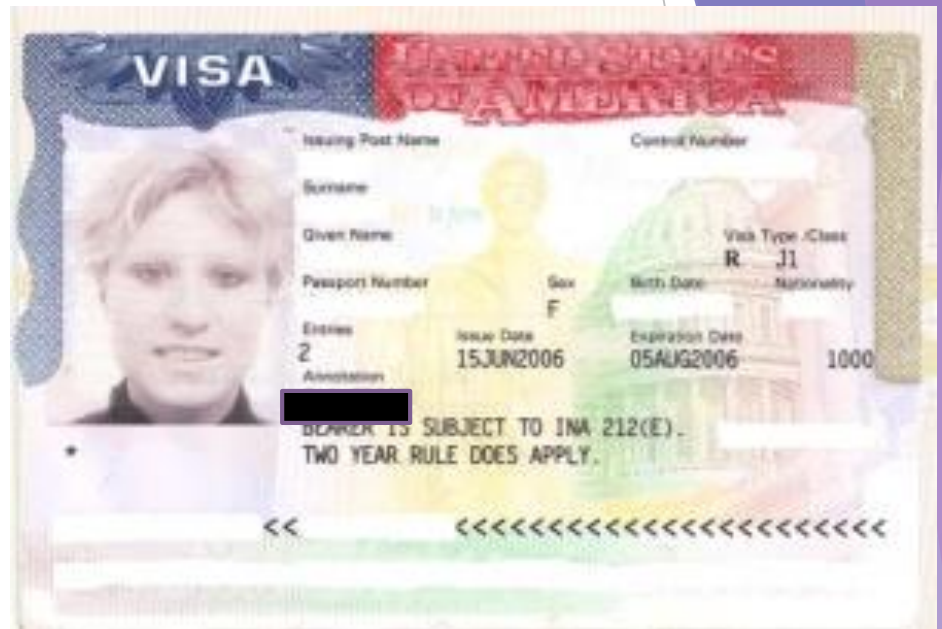 VISA
UNITED STATES
OF AMERICA
Issuing Post Name Control Number
Surname
Given Name Visa Type /Class
R J1
Passport Number Sex Birth Date Nationality
F
Entries Issue Date Expiration Date
2 15JUN2006 05AUG2006 1000
Annotation
BEARER IS SUBJECT TO INA 212(E).
TWO YEAR RULE DOES APPLY.
*
<< <<<<<<<<<<<<<<<<<<<<<<<<<